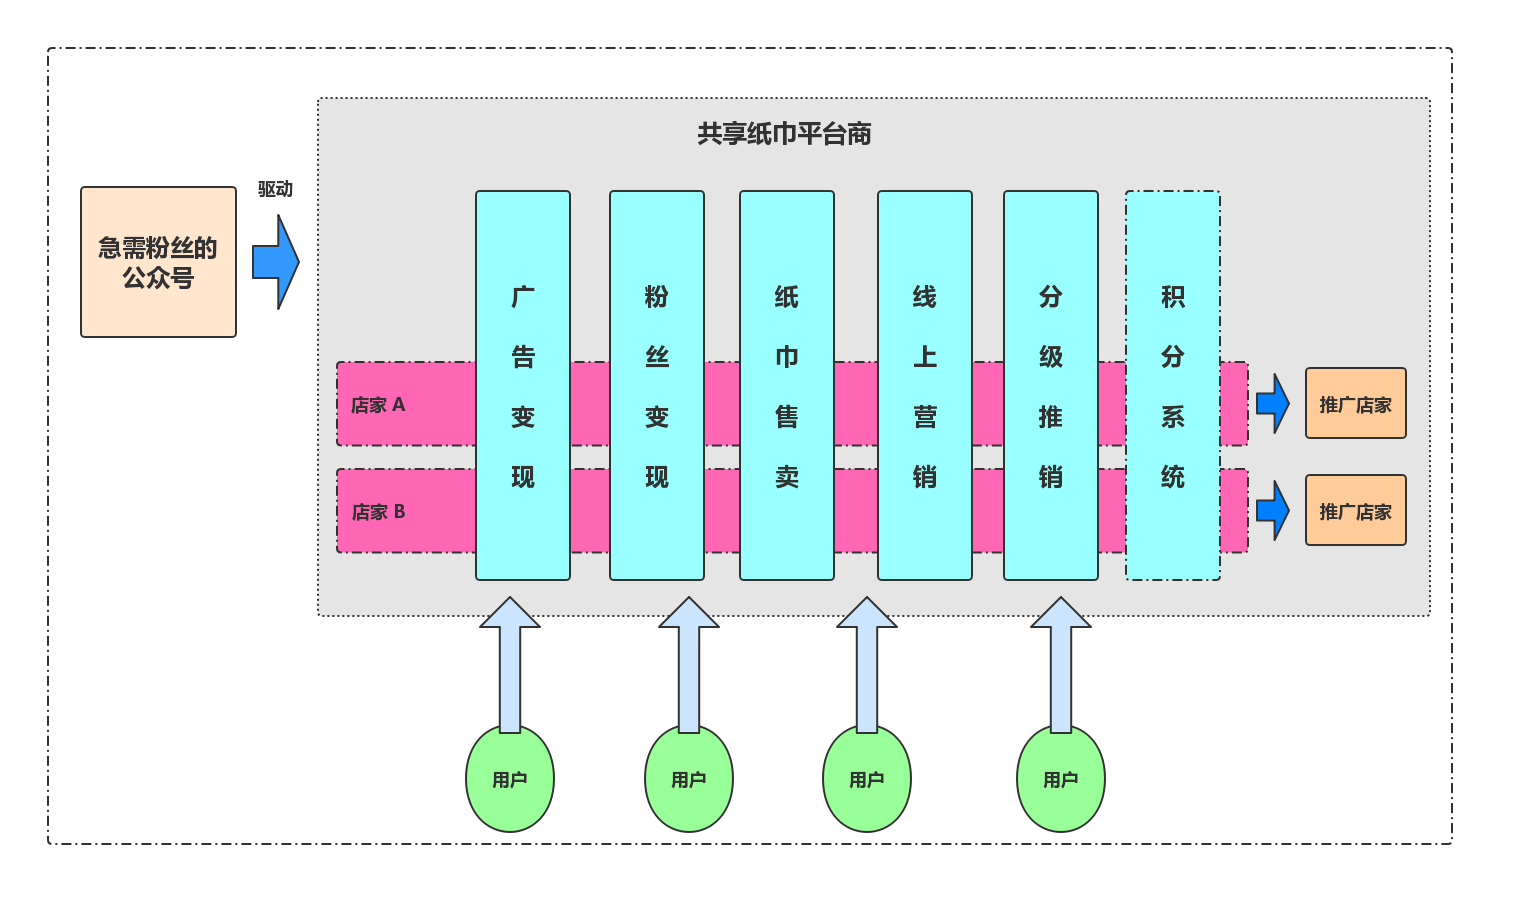 共享纸巾平台商
驱动
急需粉丝的
公众号
广告变现
粉丝变现
纸巾售卖
线上营销
分级推销
积分系统
店家 A
推广店家
店家 B
推广店家
用户
用户
用户
用户